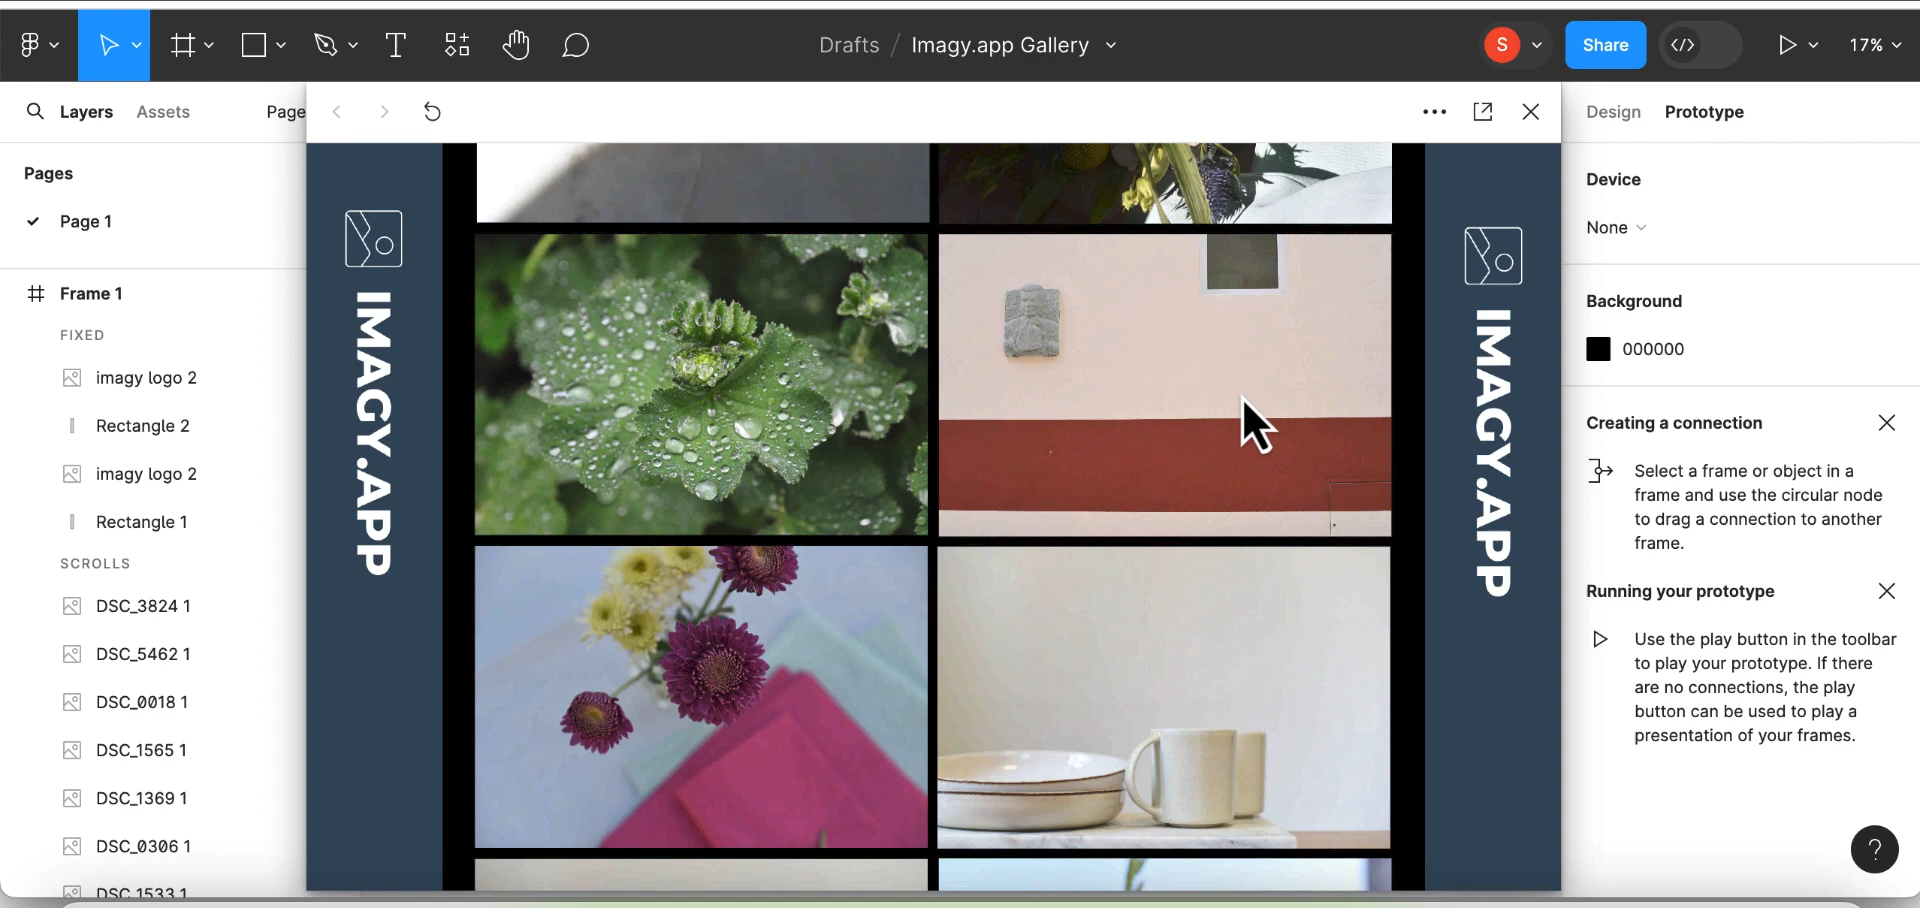 Drafts / Imagy.app Gallery
S
Share
17%
Layers
Assets
Page
Design
Prototype
Pages
Page 1
Frame 1
FIXED
imagy logo 2
Rectangle 2
imagy logo 2
Rectangle 1
SCROLLS
DSC_3824 1
DSC_5462 1
DSC_0018 1
DSC_1565 1
DSC_1369 1
DSC_0306 1
DSC_1533 1
IMAGY.APP
IMAGY.APP
Device
None
Background
000000
Creating a connection
Select a frame or object in a
frame and use the circular node
to drag a connection to another
frame.
Running your prototype
Use the play button in the toolbar
to play your prototype. If there
are no connections, the play
button can be used to play a
presentation of your frames.
?